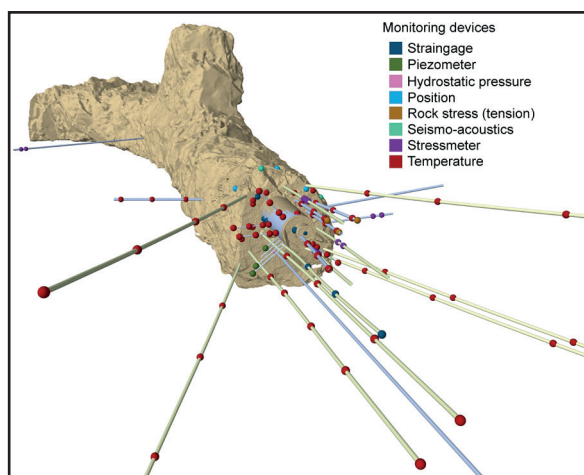 Monitoring devices
Straingage
Piezometer
Hydrostatic pressure
Position
Rock stress (tension)
Seismo-acoustics
Stressmeter
Temperature